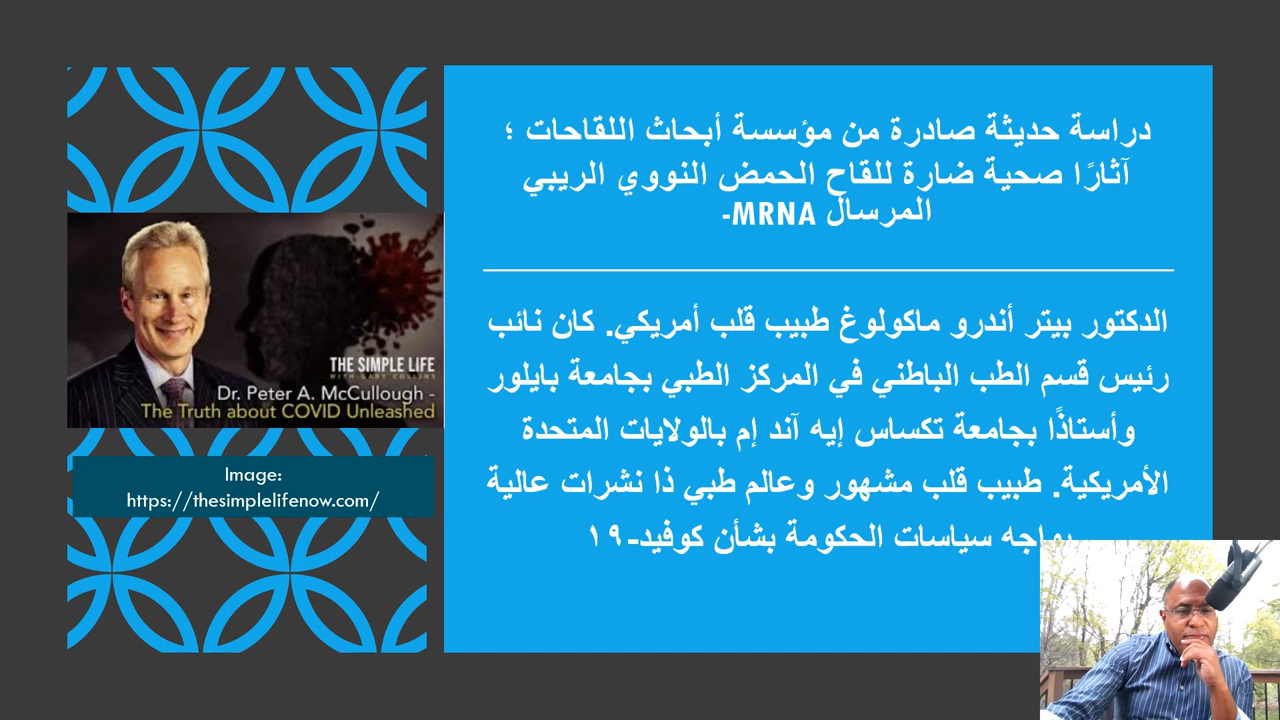 دراسة حديثة صادرة من مؤسسة أبحاث اللقاحات ؛
آثارًا صحية ضارة للقاح الحمض النووي الريبي
المرسال MRNA-
الدكتور بيتر أندرو ماكولوغ طبيب قلب أمريكي. كان نائب
رئيس قسم الطب الباطني في المركز الطبي بجامعة بايلور
وأستاذًا بجامعة تكساس إيه آند إم بالولايات المتحدة
الأمريكية. طبيب قلب مشهور وعالم طبي ذا نشرات عالية
سياسات الحكومة بشأن كوفيد-١٩
THE SIMPLE LIFE
WITH GARY COLLINS
Dr. Peter A. McCullough -
The Truth about COVID Unleashed
Image:
https://thesimplelifenow.com/